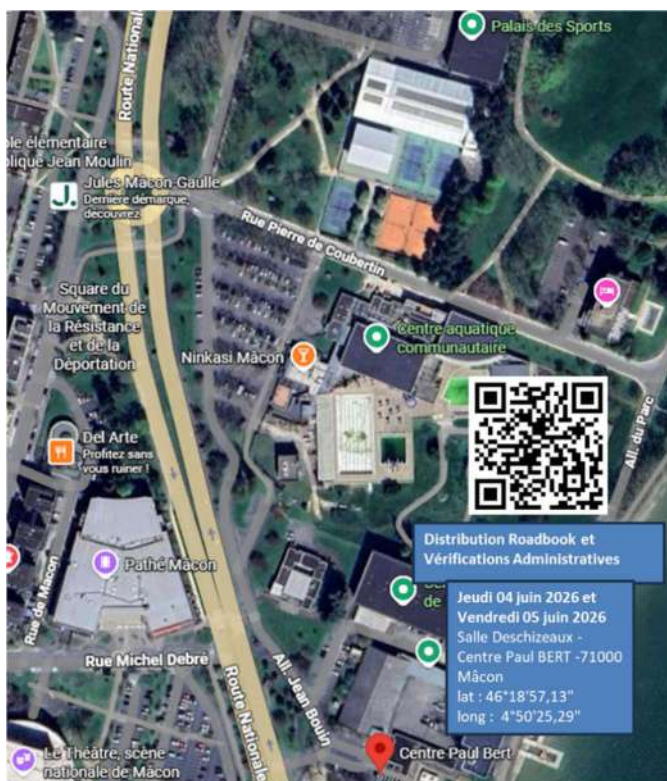 Palais des Sports
Route Nationale
ole élémentaire
olique Jean Moulin
J.
Jules Mâcon-Gaulle
Dernière démarque,
découvrez
Rue Pierre de Coubertin
Square du
Mouvement de
la Résistance
et de la
Déportation
Centre aquatique
communautaire
Ninkasi Mâcon
All. du Parc
Del Arte
Profitez sans
vous ruiner !
Distribution Roadbook et
Vérifications Administratives
Pathé Mâcon
de
Jeudi 04 juin 2026 et
Vendredi 05 juin 2026
Salle Deschizeaux -
Centre Paul BERT -71000
Mâcon
lat : 46°18'57,13"
long : 4°50'25,29"
Rue de Macon
Rue Michel Debré
All. Jean Bouin
Route Nationale
Centre Paul Bert
Le Théâtre, scène
nationale de Mâcon